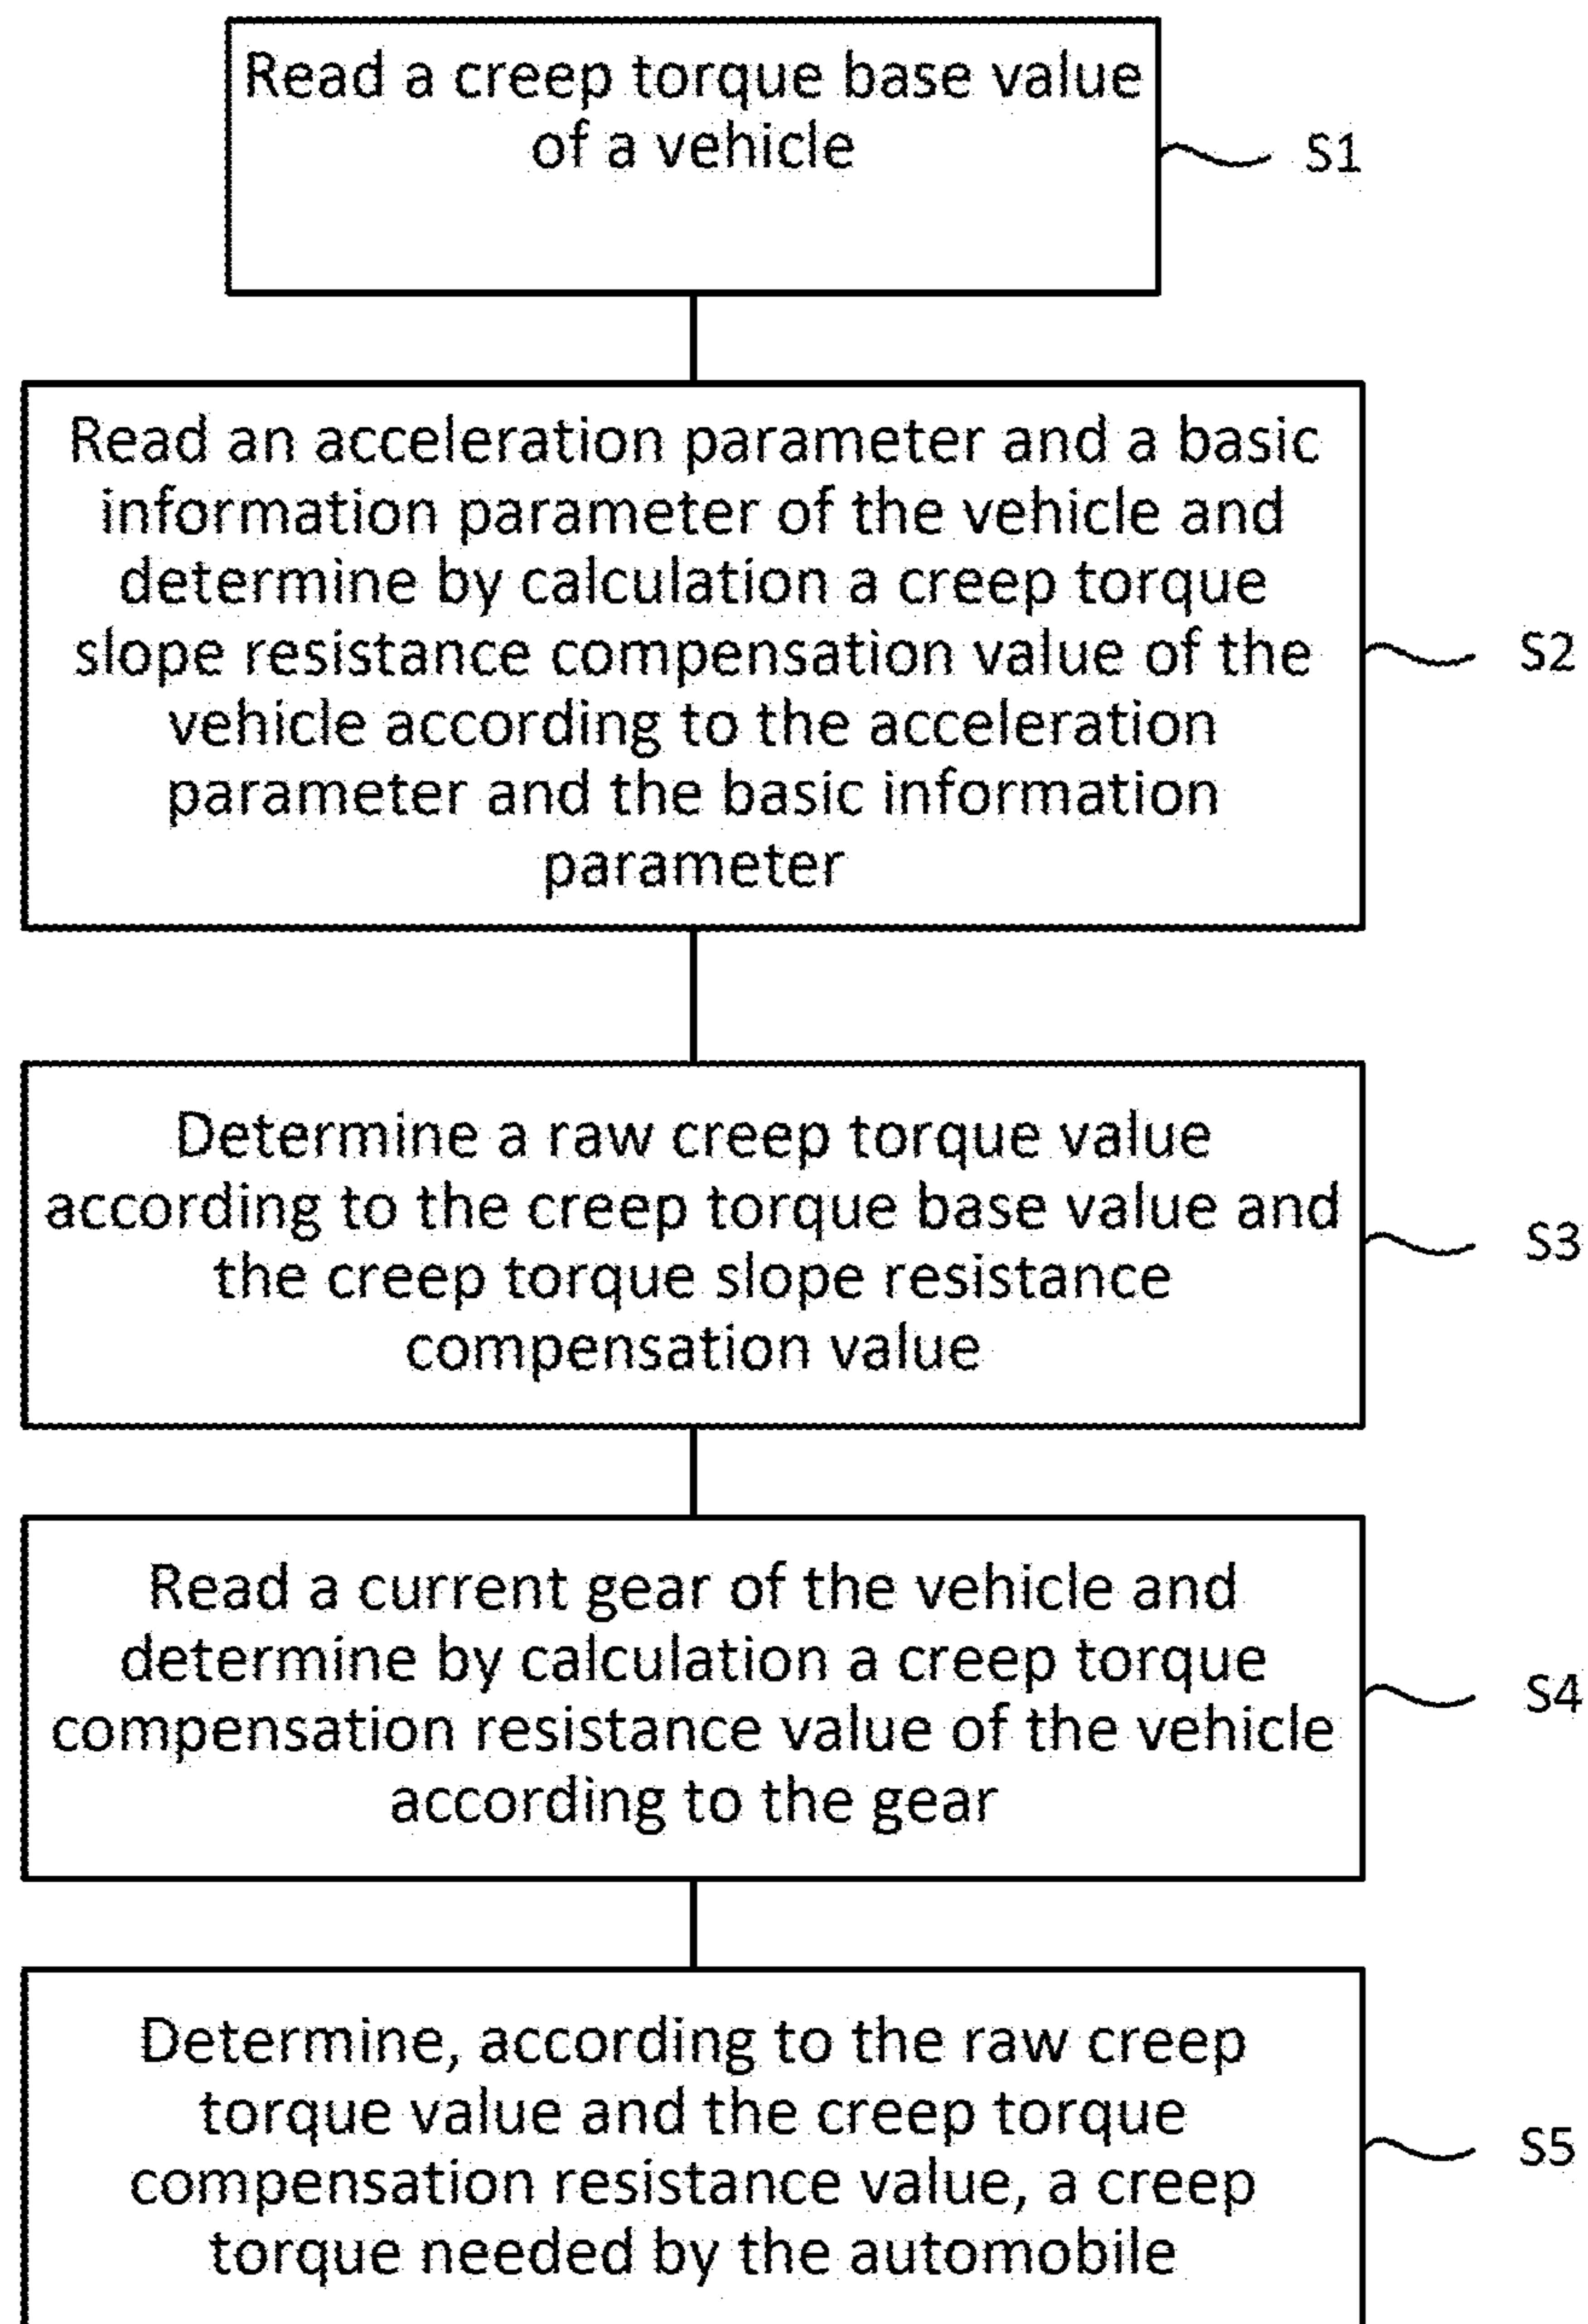 Read a creep torque base value
of a vehicle
S1
Read an acceleration parameter and a basic
information parameter of the vehicle and
determine by calculation a creep torque
slope resistance compensation value of the
vehicle according to the acceleration
parameter and the basic information
parameter
S2
Determine a raw creep torque value
according to the creep torque base value and
the creep torque slope resistance
compensation value
S3
Read a current gear of the vehicle and
determine by calculation a creep torque
compensation resistance value of the vehicle
according to the gear
S4
Determine, according to the raw creep
torque value and the creep torque
compensation resistance value, a creep
torque needed by the automobile
S5